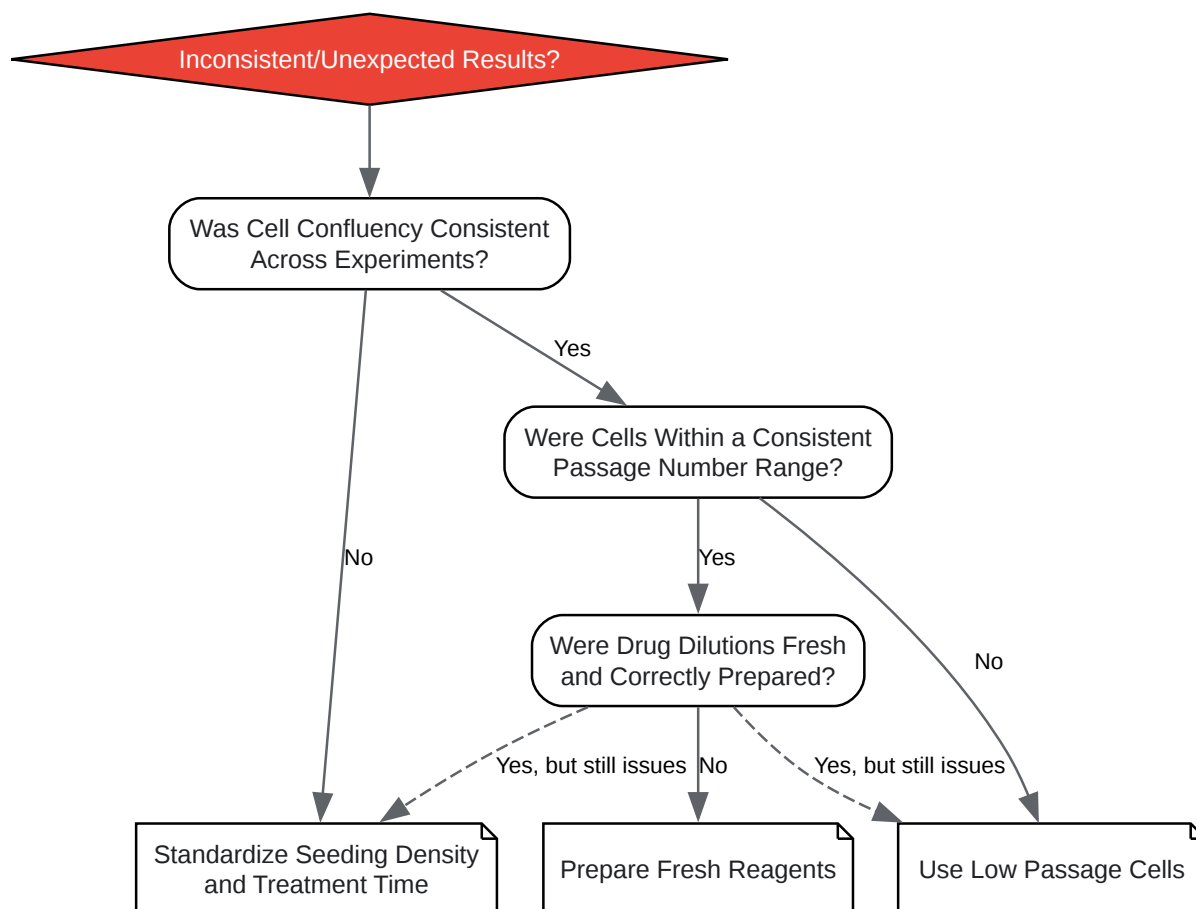 Inconsistent/Unexpected Results?
Was Cell Confluency Consistent
Across Experiments?
Yes
Were Cells Within a Consistent
Passage Number Range?
No
Yes
Were Drug Dilutions Fresh
and Correctly Prepared?
No
Yes, but still issues
No
Yes, but still issues
Standardize Seeding Density
and Treatment Time
Prepare Fresh Reagents
Use Low Passage Cells